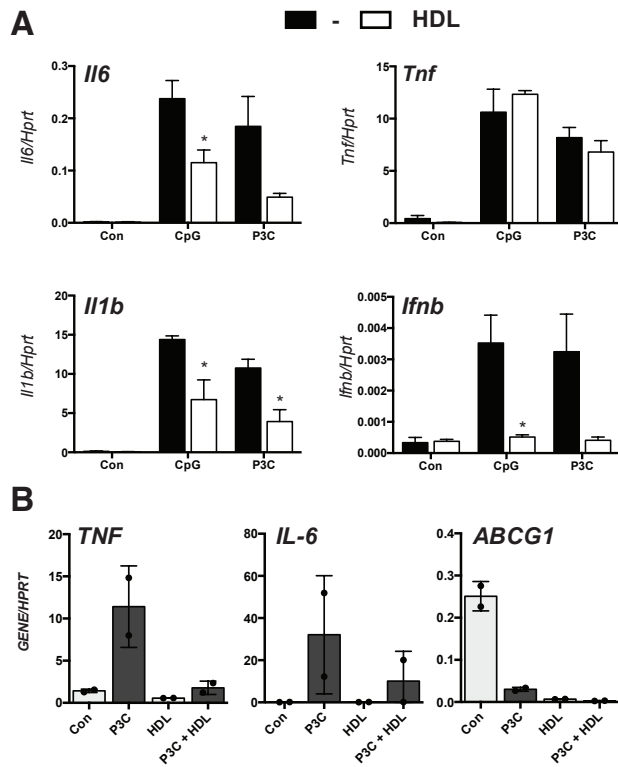 A
- HDL
Il6
Il6/Hprt
0.3
0.2
0.1
0.0
Con CpG P3C
*
Tnf
Tnf/Hprt
15
10
5
0
Con CpG P3C
Il1b
Il1b/Hprt
20
15
10
5
0
Con CpG P3C
* *
Ifnb
Ifnb/Hprt
0.005
0.004
0.003
0.002
0.001
0.000
Con CpG P3C
*
B
TNF
GENE/HPRT
20
15
10
5
0
Con P3C HDL P3C + HDL
IL-6
80
60
40
20
0
Con P3C HDL P3C + HDL
ABCG1
0.4
0.3
0.2
0.1
0.0
Con P3C HDL P3C + HDL